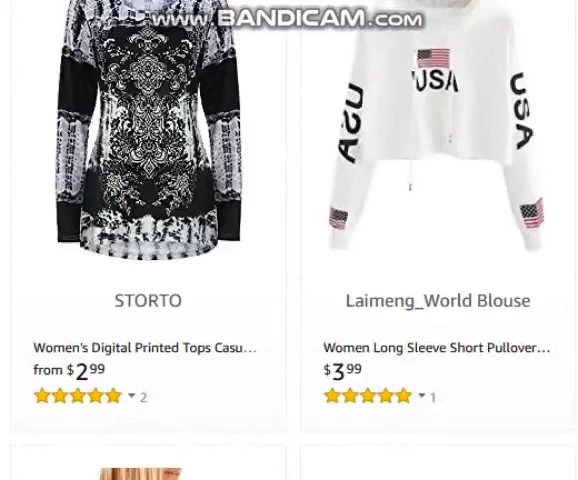 www.BANDICAM.com
USA
USA
USA
STORTO
Women's Digital Printed Tops Casu...
from $2.99
2
Laimeng_World Blouse
Women Long Sleeve Short Pullover...
$3.99
1